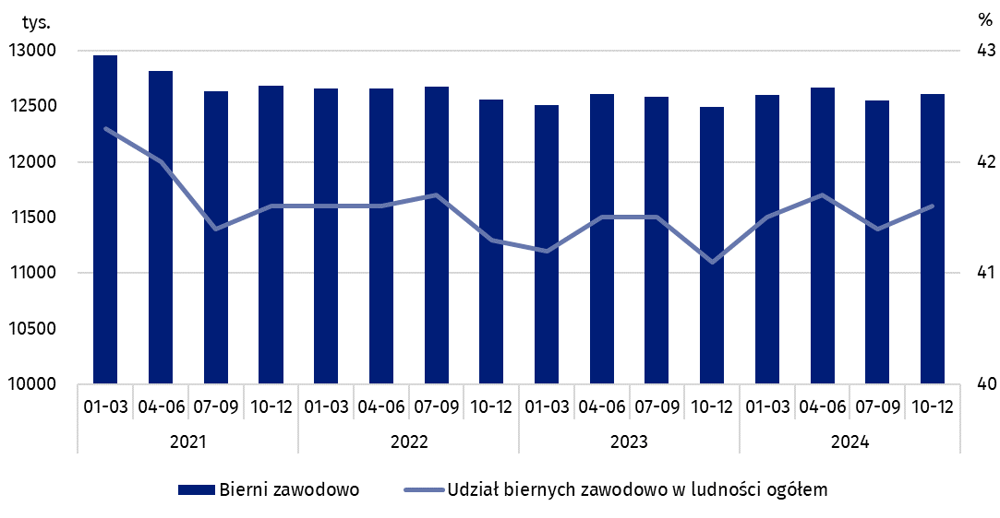 tys. %
13000 43
12500
12000 42
11500
11000 41
10500
10000 40
01-03 04-06 07-09 10-12 01-03 04-06 07-09 10-12 01-03 04-06 07-09 10-12 01-03 04-06 07-09 10-12
2021 2022 2023 2024
Bierni zawodowo Udział biernych zawodowo w ludności ogółem